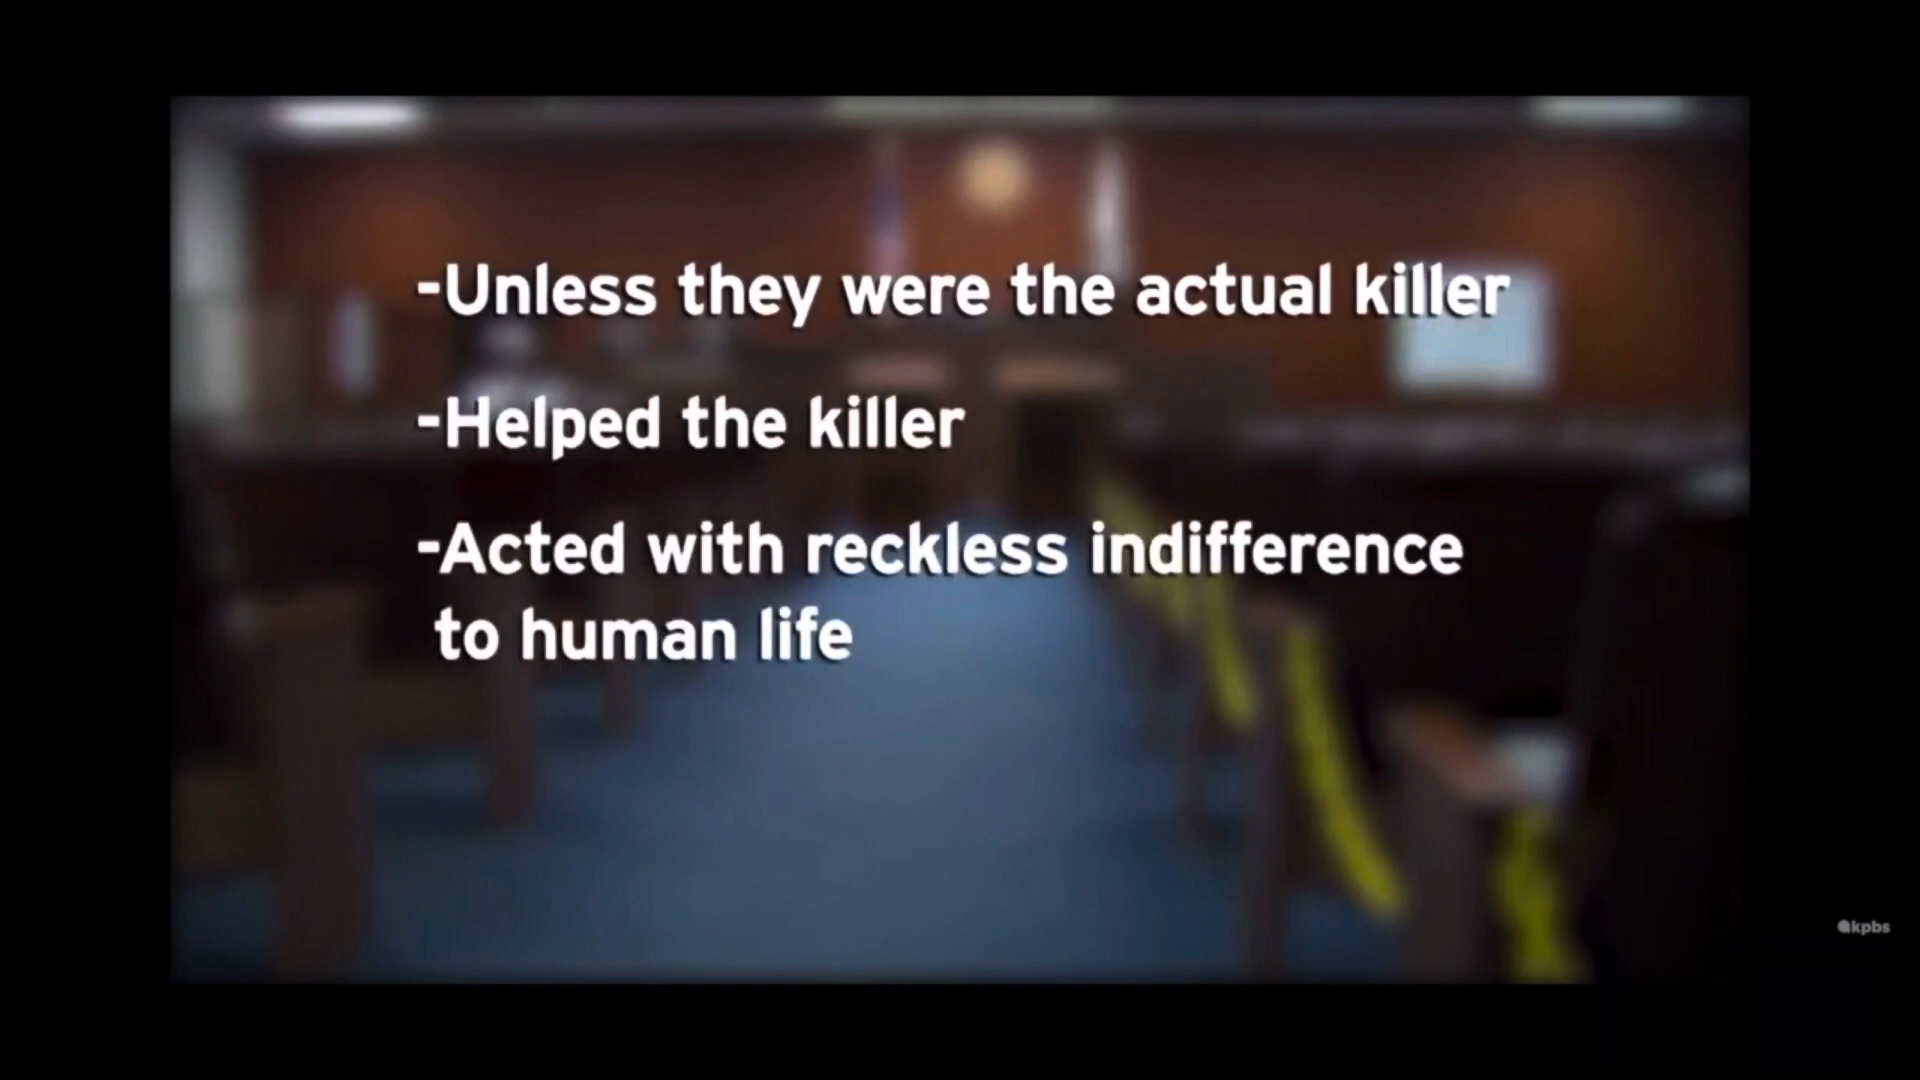 -Unless they were the actual killer
-Helped the killer
-Acted with reckless indifference
to human life
kpbs